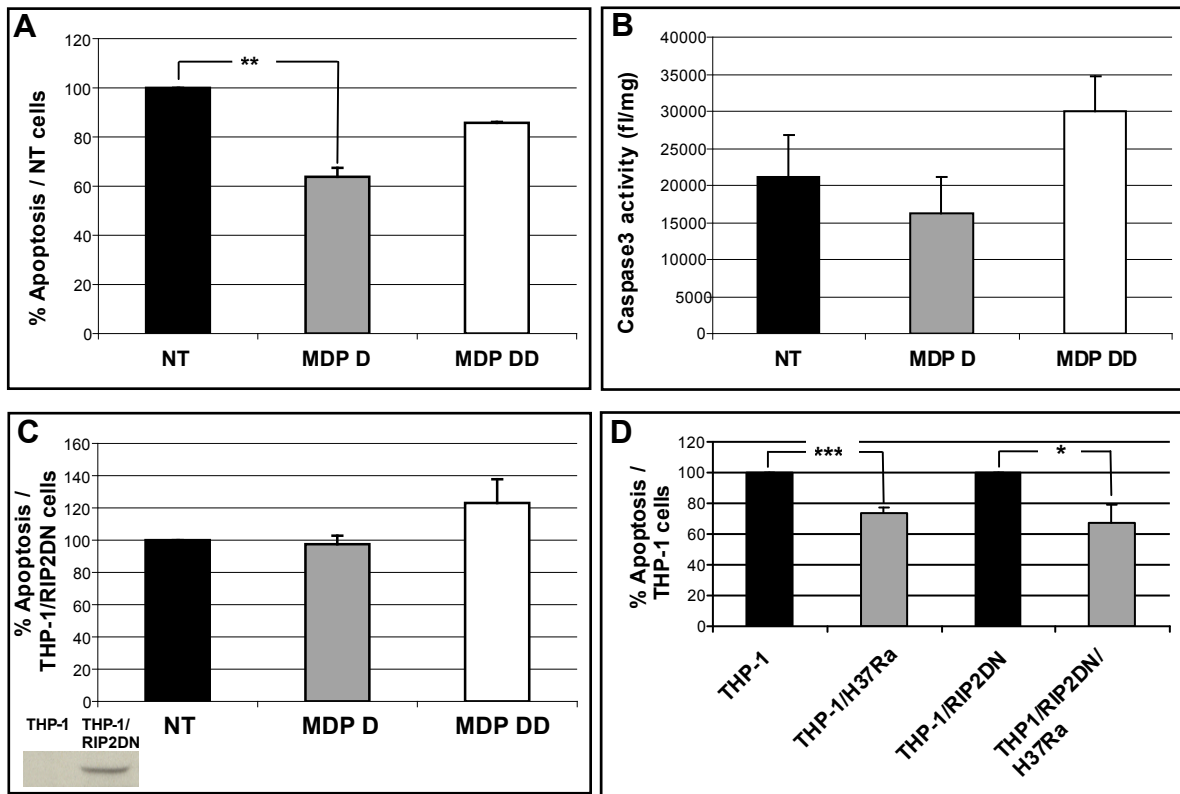 A
% Apoptosis / NT cells
120
100
80
60
40
20
0
**
NT
MDP D
MDP DD
B
Caspase3 activity (fl/mg)
40000
35000
30000
25000
20000
15000
10000
5000
0
NT
MDP D
MDP DD
C
% Apoptosis /
THP-1/RIP2DN cells
160
140
120
100
80
60
40
20
0
NT
MDP D
MDP DD
THP-1
THP-1/
RIP2DN
D
% Apoptosis /
THP-1 cells
120
100
80
60
40
20
0
***
*
THP-1
THP-1/H37Ra
THP-1/RIP2DN
THP1/RIP2DN/
H37Ra